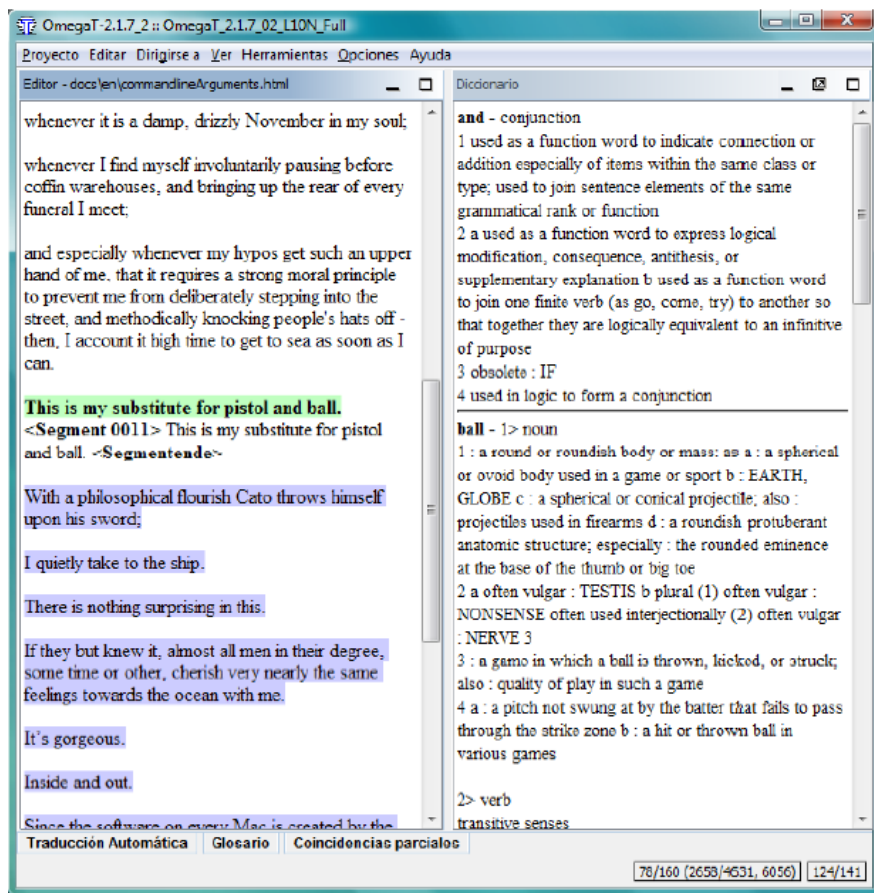 OmegaT-2.1.7_2 :: OmegaT_2.1.7_02_L10N_Full
Proyecto Editar Dirigirse a Ver Herramientas Opciones Ayuda
Editor - docs\en\commandlineArguments.html
whenever it is a damp, drizzly November in my soul;
whenever I find myself involuntarily pausing before
coffin warehouses, and bringing up the rear of every
funeral I meet;
and especially whenever my hypos get such an upper
hand of me, that it requires a strong moral principle
to prevent me from deliberately stepping into the
street, and methodically knocking people's hats off -
then, I account it high time to get to sea as soon as I
can.
This is my substitute for pistol and ball.
<Segment 0011> This is my substitute for pistol
and ball. <Segmentende>
With a philosophical flourish Cato throws himself
upon his sword;
I quietly take to the ship.
There is nothing surprising in this.
If they but knew it, almost all men in their degree,
some time or other, cherish very nearly the same
feelings towards the ocean with me.
It's gorgeous.
Inside and out.
Since the software on every Mac is created by the
Diccionario
and - conjunction
1 used as a function word to indicate connection or
addition especially of items within the same class or
type; used to join sentence elements of the same
grammatical rank or function
2 a used as a function word to express logical
modification, consequence, antithesis, or
supplementary explanation b used as a function word
to join one finite verb (as go, come, try) to another so
that together they are logically equivalent to an infinitive
of purpose
3 obsolete : IF
4 used in logic to form a conjunction
ball - 1> noun
1 : a round or roundish body or mass: as a : a spherical
or ovoid body used in a game or sport b : EARTH,
GLOBE c : a spherical or conical projectile; also :
projectiles used in firearms d : a roundish protuberant
anatomic structure; especially : the rounded eminence
at the base of the thumb or big toe
2 a often vulgar : TESTIS b plural (1) often vulgar :
NONSENSE often used interjectionally (2) often vulgar
: NERVE 3
3 : a game in which a ball is thrown, kicked, or struck;
also : quality of play in such a game
4 a : a pitch not swung at by the batter that fails to pass
through the strike zone b : a hit or thrown ball in
various games
2> verb
transitive senses
Traducción Automática Glosario Coincidencias parciales
78/160 (2658/4631, 6056) 124/141